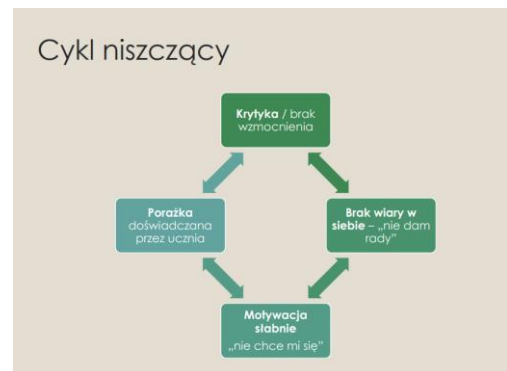 Cykl niszczący
Krytyka / brak
wzmocnienia
Porażka
doświadczana
przez ucznia
Brak wiary w
siebie – „nie dam
rady”
Motywacja
słabnie
„nie chce mi się”